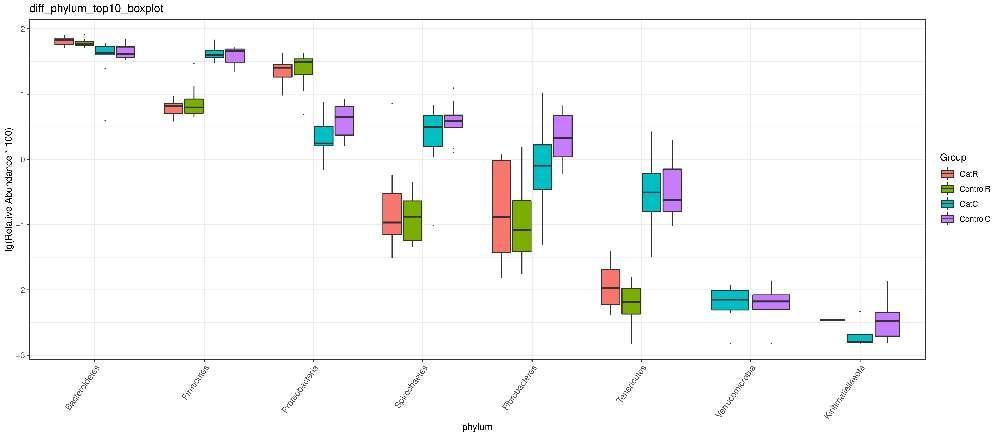 diff_phylum_top10_boxplot
lg(Relative Abundance * 100)
2
1
0
-1
-2
-3
Bacteroidetes
Firmicutes
Proteobacteria
Spirochaetes
Fibrobacteres
Tenericutes
Verrucomicrobia
Kiritimatiellaeota
phylum
Group
CatR
ControlR
CatC
ControlC